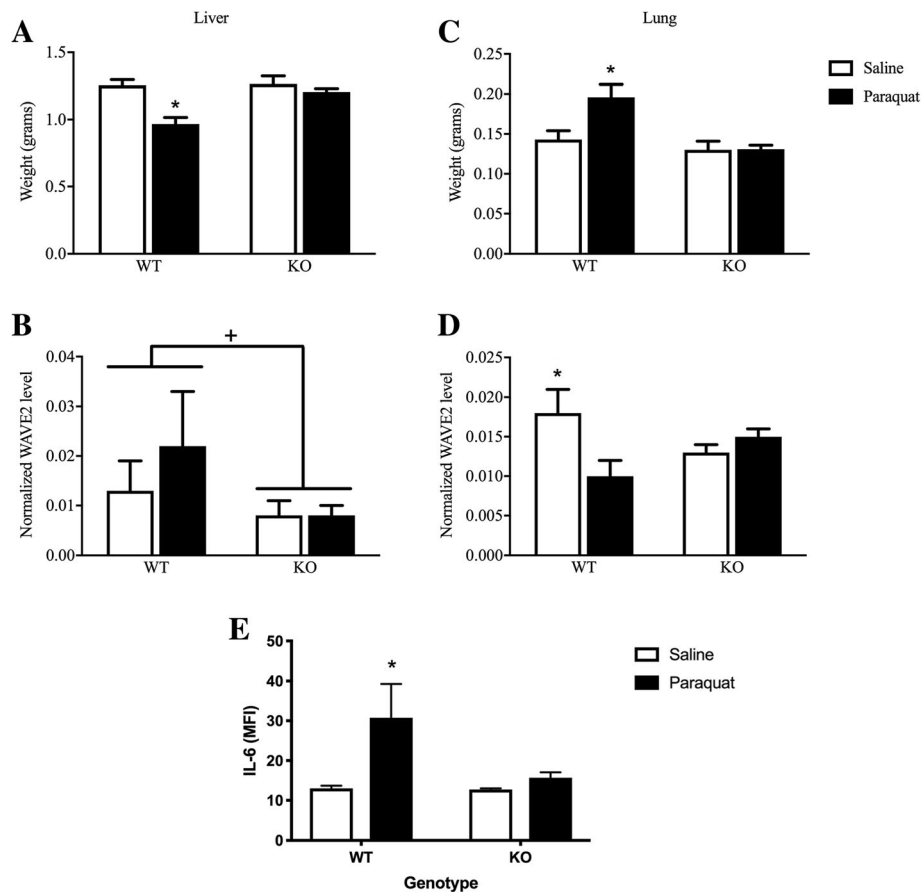 A
Liver
Weight (grams)
1.5
1.0
1.5
0.0
*
WT
KO
C
Lung
Weight (grams)
0.25
0.20
0.15
0.10
0.05
0.00
*
WT
KO
Saline
Paraquat
B
Normalized WAVE2 level
0.04
0.03
0.02
0.01
0.00
+
WT
KO
D
Normalized WAVE2 level
0.025
0.020
0.015
0.010
0.005
0.000
*
WT
KO
E
IL-6 (MFI)
50
40
30
20
10
0
*
WT
KO
Genotype
Saline
Paraquat